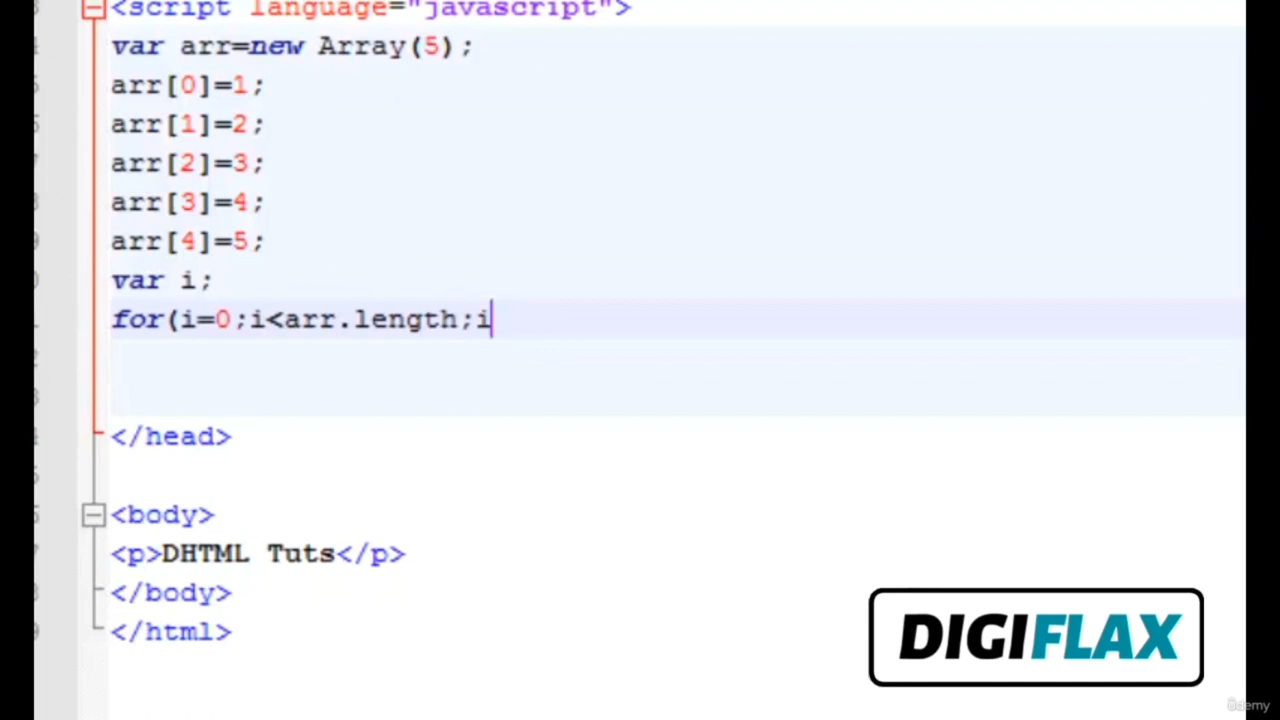 <script language="javascript">
var arr=new Array(5);
arr[0]=1;
arr[1]=2;
arr[2]=3;
arr[3]=4;
arr[4]=5;
var i;
for(i=0;i<arr.length;i
</head>
<body>
<p>DHTML Tuts</p>
</body>
</html>
DIGIFLAX
ûdemy